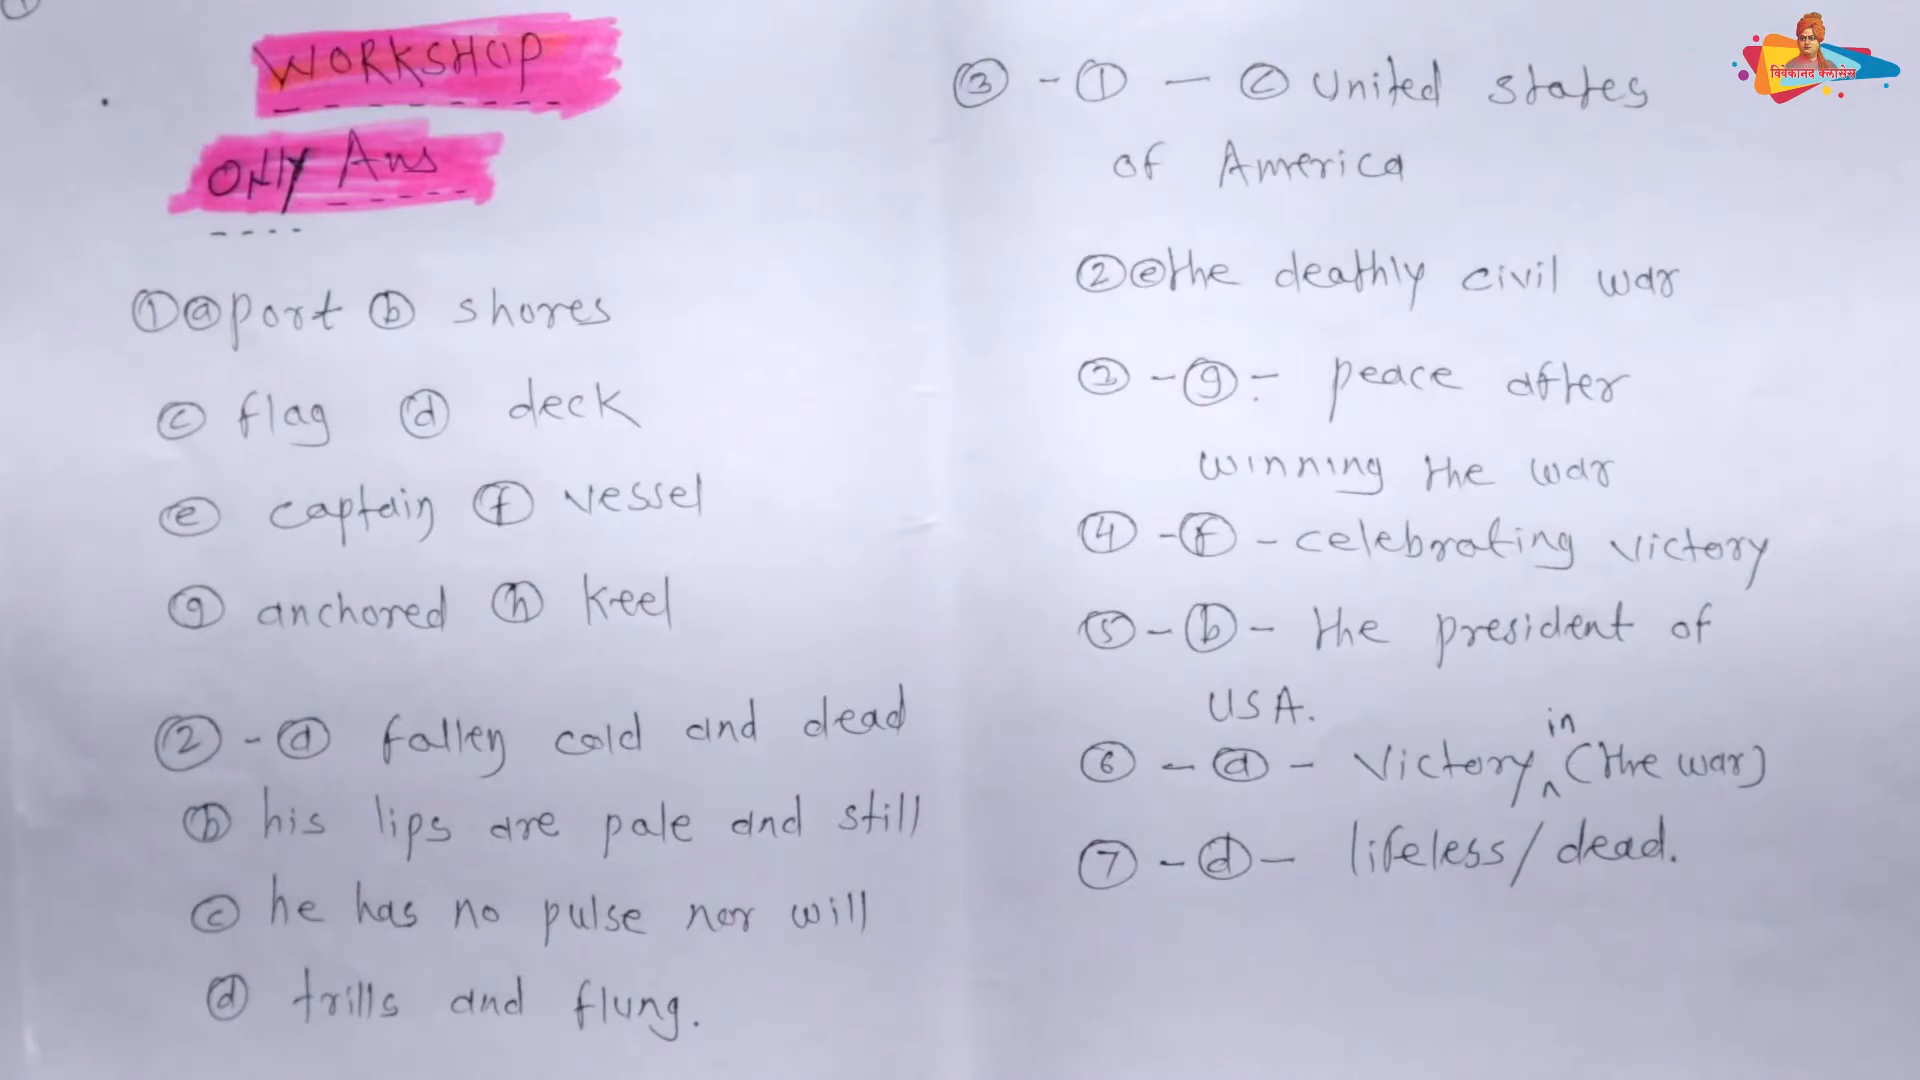 WORKSHOP
ONLY Ans
① ⓐ port ⓑ shores
ⓒ flag ⓓ deck
ⓔ captain ⓕ vessel
ⓖ anchored ⓗ keel
② - ⓐ fallen cold and dead
ⓑ his lips are pale and still
ⓒ he has no pulse nor will
ⓓ trills and flung.
③ - ① - ⓒ United states
of America
② ⓔ the deathly civil war
③ - ⓖ - peace after
winning the war
④ - ⓕ - celebrating victory
⑤ - ⓑ - the president of
USA.
⑥ - ⓐ - Victory in (the war)
⑦ - ⓓ - lifeless/dead.
विवेकानंद क्लासेस